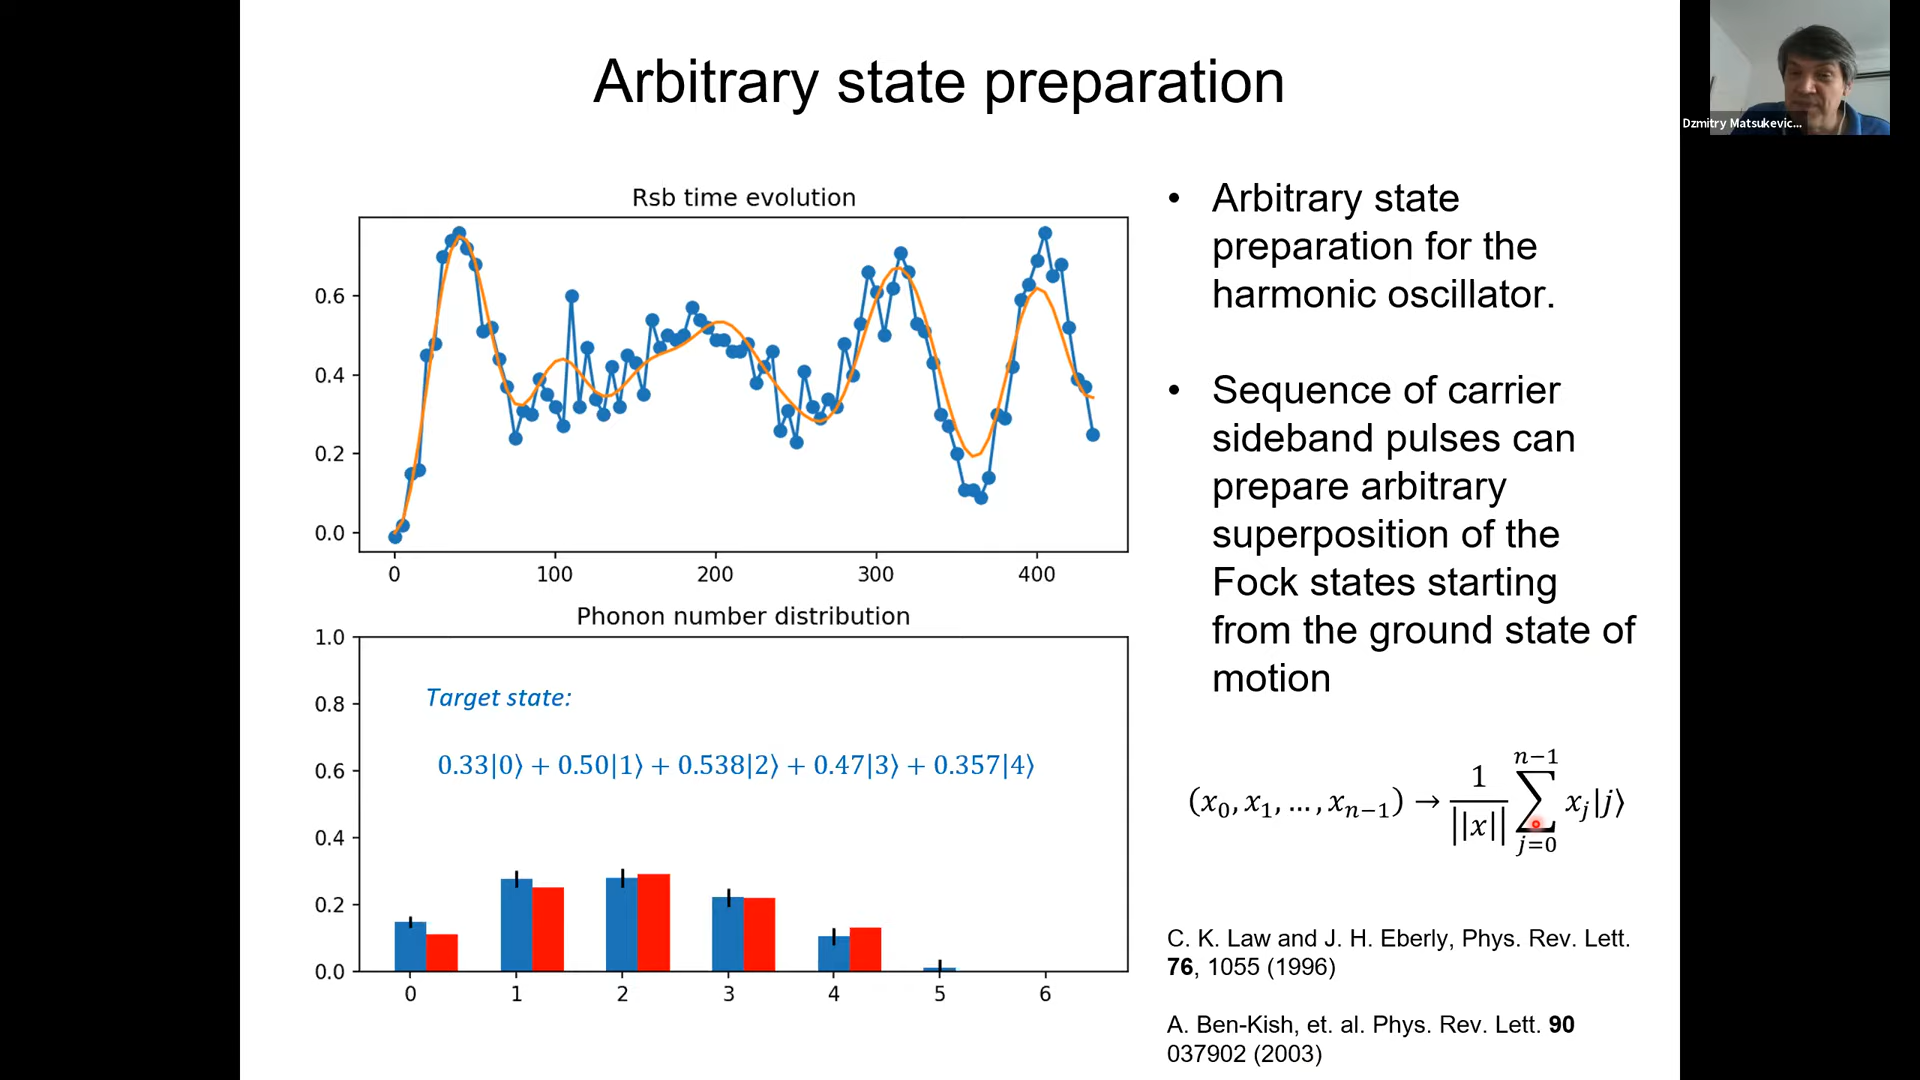 Arbitrary state preparation
Dzmitry Matsukevic...
Rsb time evolution
0.6
0.4
0.2
0.0
0 100 200 300 400
Phonon number distribution
1.0
0.8
0.6
0.4
0.2
0.0
Target state:
0.33|0⟩ + 0.50|1⟩ + 0.538|2⟩ + 0.47|3⟩ + 0.357|4⟩
0 1 2 3 4 5 6
• Arbitrary state
preparation for the
harmonic oscillator.
• Sequence of carrier
sideband pulses can
prepare arbitrary
superposition of the
Fock states starting
from the ground state of
motion
(x₀, x₁, ..., xₙ₋₁) → 1/||x|| ∑ⱼ₌₀ⁿ⁻¹ xⱼ|j⟩
C. K. Law and J. H. Eberly, Phys. Rev. Lett.
76, 1055 (1996)
A. Ben-Kish, et. al. Phys. Rev. Lett. 90
037902 (2003)